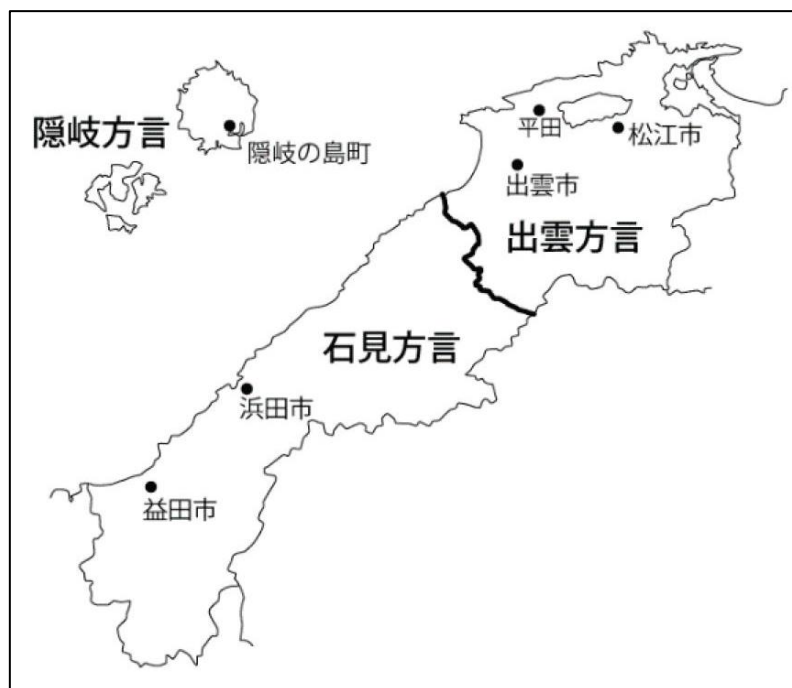 隠岐方言
隠岐の島町
平田
松江市
出雲市
出雲方言
石見方言
浜田市
益田市